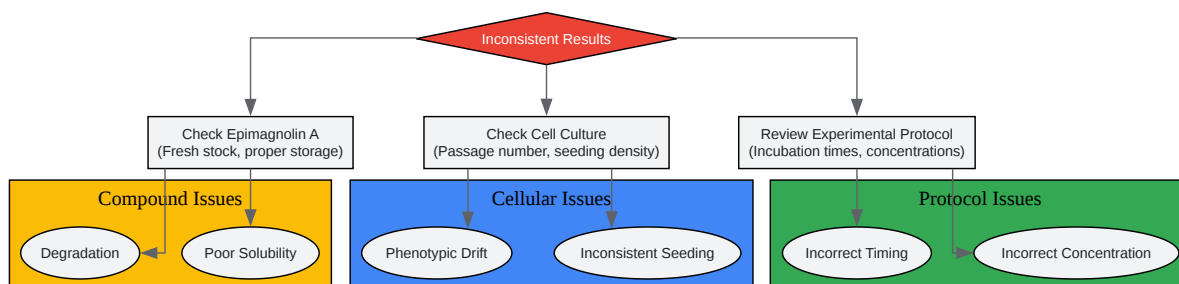 Inconsistent Results
Check Epimagnolin A
(Fresh stock, proper storage)
Check Cell Culture
(Passage number, seeding density)
Review Experimental Protocol
(Incubation times, concentrations)
Compound Issues
Cellular Issues
Protocol Issues
Degradation
Poor Solubility
Phenotypic Drift
Inconsistent Seeding
Incorrect Timing
Incorrect Concentration